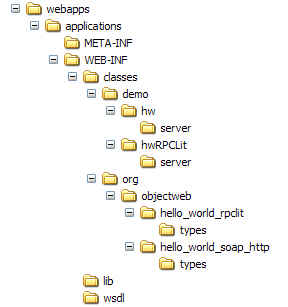 webapps
applications
META-INF
WEB-INF
classes
demo
hw
server
hwRPCLit
server
org
objectweb
hello_world_rpclit
types
hello_world_soap_http
types
lib
wsdl